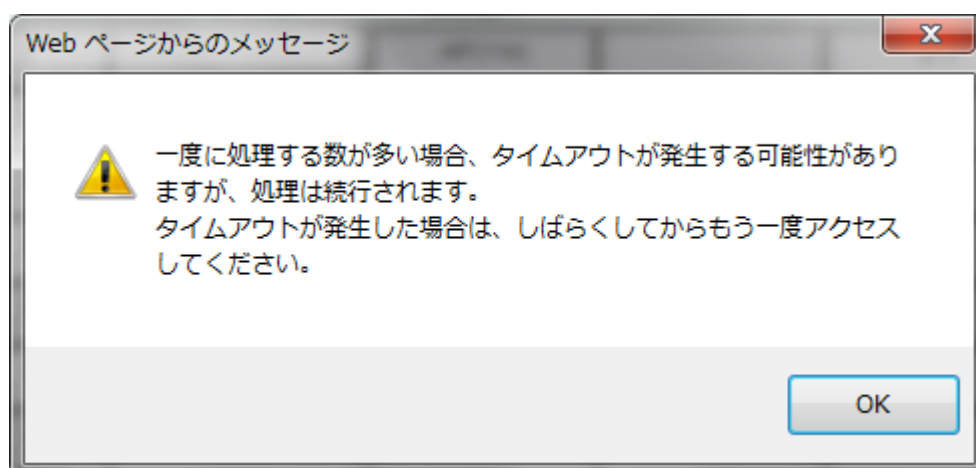 Web ページからのメッセージ
一度に処理する数が多い場合、タイムアウトが発生する可能性があり
ますが、処理は続行されます。
タイムアウトが発生した場合は、しばらくしてからもう一度アクセス
してください。
OK